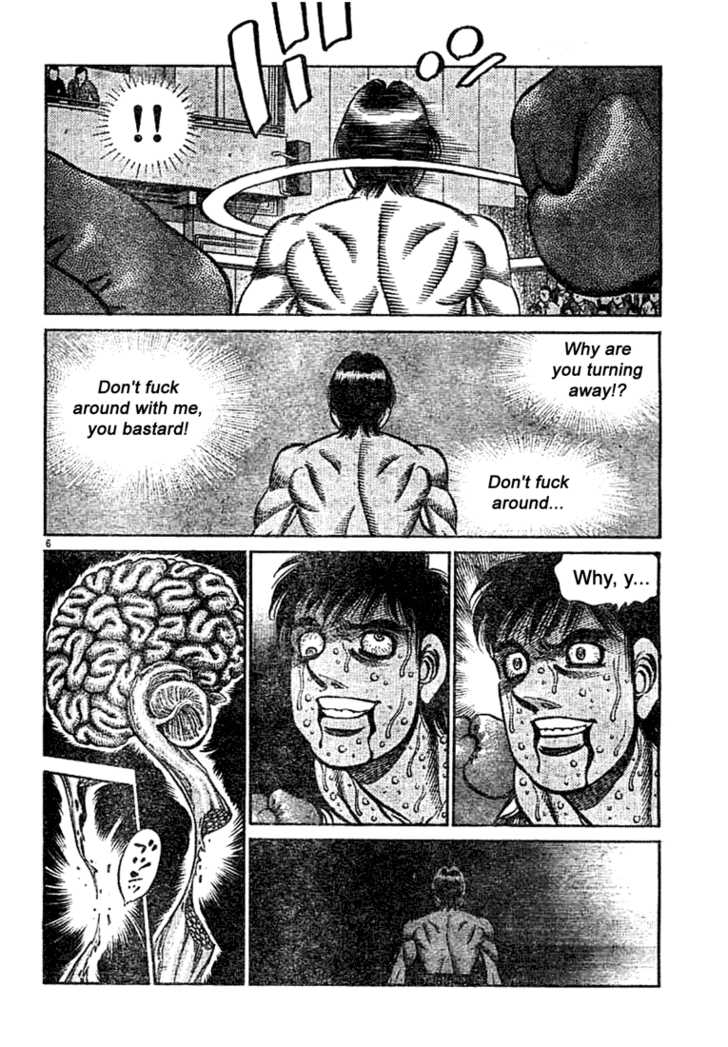 !!
Why are
you turning
away!?
Don't fuck
around...
Don't fuck
around with me,
you bastard!
6
Why, y...